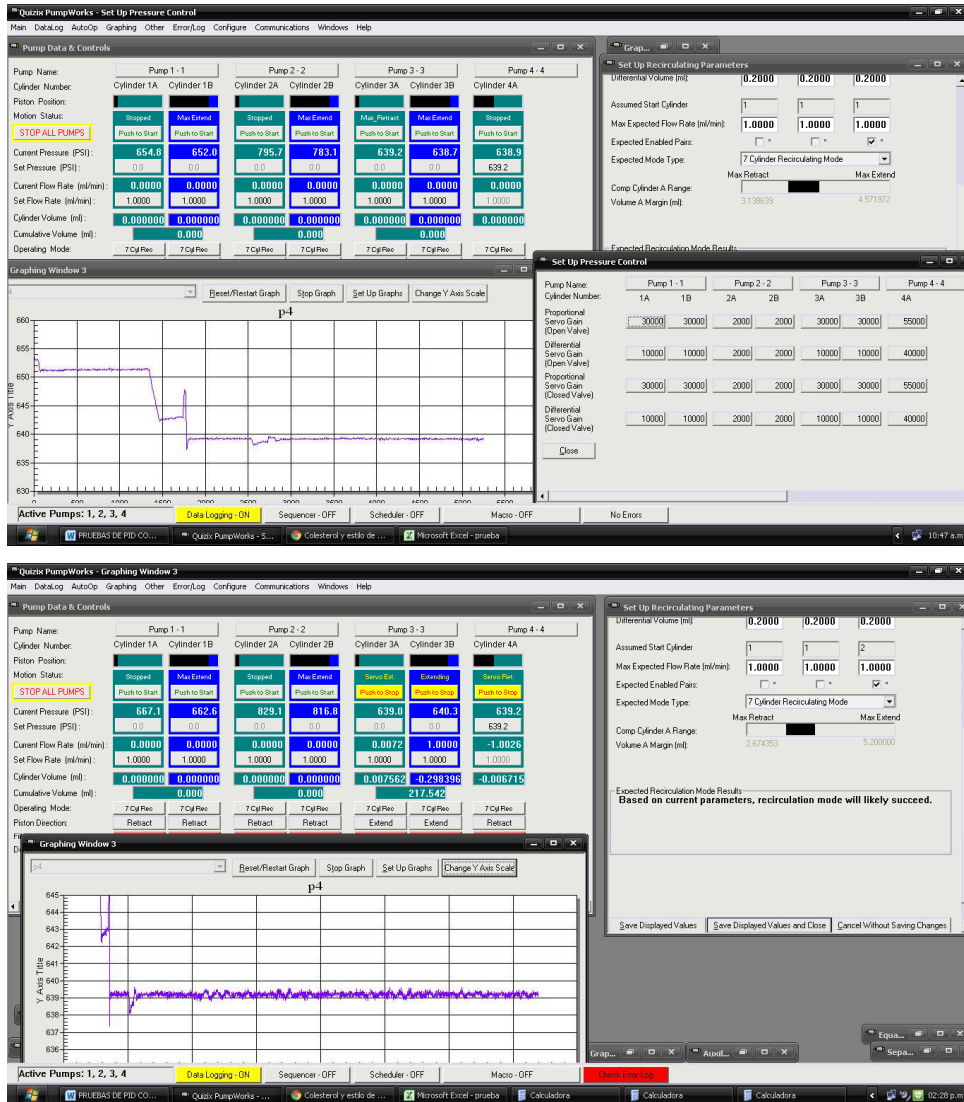 Quizix PumpWorks - Set Up Pressure Control
Main DataLog AutoOp Graphing Other Error/Log Configure Communications Windows Help
Pump Data & Controls
Grap...
Set Up Recirculating Parameters
Pump Name: Pump 1 - 1 Pump 2 - 2 Pump 3 - 3 Pump 4 - 4
Cylinder Number: Cylinder 1A Cylinder 1B Cylinder 2A Cylinder 2B Cylinder 3A Cylinder 3B Cylinder 4A
Piston Position:
Motion Status: Stopped Max Extend Stopped Max Extend Max_Retract Max Extend Stopped
STOP ALL PUMPS Push to Start Push to Start Push to Start Push to Start Push to Start Push to Start Push to Start
Current Pressure (PSI): 654.8 652.0 795.7 783.1 639.2 638.7 638.9
Set Pressure (PSI): 0.0 0.0 0.0 0.0 0.0 0.0 639.2
Current Flow Rate (ml/min): 0.0000 0.0000 0.0000 0.0000 0.0000 0.0000 0.0000
Set Flow Rate (ml/min): 1.0000 1.0000 1.0000 1.0000 1.0000 1.0000 1.0000
Cylinder Volume (ml): 0.000000 0.000000 0.000000 0.000000 0.000000 0.000000 0.000000
Cumulative Volume (ml): 0.000 0.000 0.000
Operating Mode: 7 Cyl Rec 7 Cyl Rec 7 Cyl Rec 7 Cyl Rec 7 Cyl Rec 7 Cyl Rec 7 Cyl Rec
Differential Volume (ml): 0.2000 0.2000 0.2000
Assumed Start Cylinder 1 1 1
Max Expected Flow Rate (ml/min): 1.0000 1.0000 1.0000
Expected Enabled Pairs: * * *
Expected Mode Type: 7 Cylinder Recirculating Mode
Max Retract Max Extend
Comp Cylinder A Range:
Volume A Margin (ml): 3.138639 4.571972
Expected Recirculation Mode Results
Graphing Window 3
Reset/Restart Graph Stop Graph Set Up Graphs Change Y Axis Scale
p4
660
655
650
645
640
635
630
Y Axis Title
0 500 1000 1500 2000 2500 3000 3500 4000 4500 5000 5500
Set Up Pressure Control
Pump Name: Pump 1 - 1 Pump 2 - 2 Pump 3 - 3 Pump 4 - 4
Cylinder Number: 1A 1B 2A 2B 3A 3B 4A
Proportional
Servo Gain 30000 30000 2000 2000 30000 30000 55000
(Open Valve)
Differential
Servo Gain 10000 10000 2000 2000 10000 10000 40000
(Open Valve)
Proportional
Servo Gain 30000 30000 2000 2000 30000 30000 55000
(Closed Valve)
Differential
Servo Gain 10000 10000 2000 2000 10000 10000 40000
(Closed Valve)
Close
Active Pumps: 1, 2, 3, 4 Data Logging - ON Sequencer - OFF Scheduler - OFF Macro - OFF No Errors
PRUEBAS DE PID CO... Quizix PumpWorks - S... Colesterol y estilo de ... Microsoft Excel - prueba 10:47 a.m
Quizix PumpWorks - Graphing Window 3
Main DataLog AutoOp Graphing Other Error/Log Configure Communications Windows Help
Pump Data & Controls
Set Up Recirculating Parameters
Pump Name: Pump 1 - 1 Pump 2 - 2 Pump 3 - 3 Pump 4 - 4
Cylinder Number: Cylinder 1A Cylinder 1B Cylinder 2A Cylinder 2B Cylinder 3A Cylinder 3B Cylinder 4A
Piston Position:
Motion Status: Stopped Max Extend Stopped Max Extend Servo Ext. Extending Servo Ret.
STOP ALL PUMPS Push to Start Push to Start Push to Start Push to Start Push to Stop Push to Stop Push to Stop
Current Pressure (PSI): 667.1 662.6 829.1 816.8 639.0 640.3 639.2
Set Pressure (PSI): 0.0 0.0 0.0 0.0 0.0 0.0 639.2
Current Flow Rate (ml/min): 0.0000 0.0000 0.0000 0.0000 0.0072 1.0000 -1.0026
Set Flow Rate (ml/min): 1.0000 1.0000 1.0000 1.0000 1.0000 1.0000 1.0000
Cylinder Volume (ml): 0.000000 0.000000 0.000000 0.000000 0.007562 -0.298396 -0.006715
Cumulative Volume (ml): 0.000 0.000 217.542
Operating Mode: 7 Cyl Rec 7 Cyl Rec 7 Cyl Rec 7 Cyl Rec 7 Cyl Rec 7 Cyl Rec 7 Cyl Rec
Piston Direction: Retract Retract Retract Retract Extend Extend Retract
Differential Volume (ml): 0.2000 0.2000 0.2000
Assumed Start Cylinder 1 1 2
Max Expected Flow Rate (ml/min): 1.0000 1.0000 1.0000
Expected Enabled Pairs: * * *
Expected Mode Type: 7 Cylinder Recirculating Mode
Max Retract Max Extend
Comp Cylinder A Range:
Volume A Margin (ml): 2.674353 5.200000
Expected Recirculation Mode Results
Based on current parameters, recirculation mode will likely succeed.
Save Displayed Values Save Displayed Values and Close Cancel Without Saving Changes
Graphing Window 3
p4 Reset/Restart Graph Stop Graph Set Up Graphs Change Y Axis Scale
p4
645
644
643
642
641
640
639
638
637
636
Y Axis Title
Equa...
Grap... Auxil... Sepa...
Active Pumps: 1, 2, 3, 4 Data Logging - ON Sequencer - OFF Scheduler - OFF Macro - OFF Check Error Log
PRUEBAS DE PID CO... Quizix PumpWorks - ... Colesterol y estilo de ... Microsoft Excel - prueba Calculadora Calculadora Calculadora 02:28 p.m